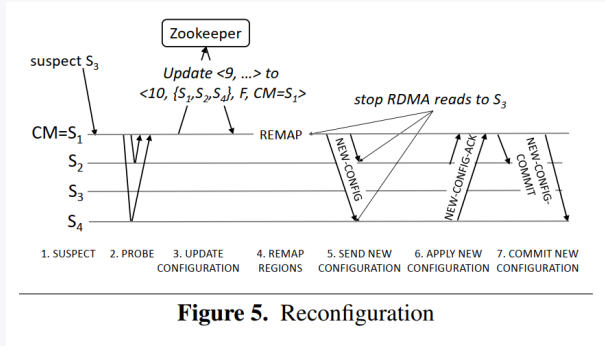 Zookeeper
suspect S3
Update <9, ...> to
<10, {S1,S2,S4}, F, CM=S1>
stop RDMA reads to S3
CM=S1
REMAP
S2
S3
S4
NEW-CONFIG
NEW-CONFIG-ACK
NEW-CONFIG-
COMMIT
1. SUSPECT
2. PROBE
3. UPDATE
CONFIGURATION
4. REMAP
REGIONS
5. SEND NEW
CONFIGURATION
6. APPLY NEW
CONFIGURATION
7. COMMIT NEW
CONFIGURATION
Figure 5. Reconfiguration